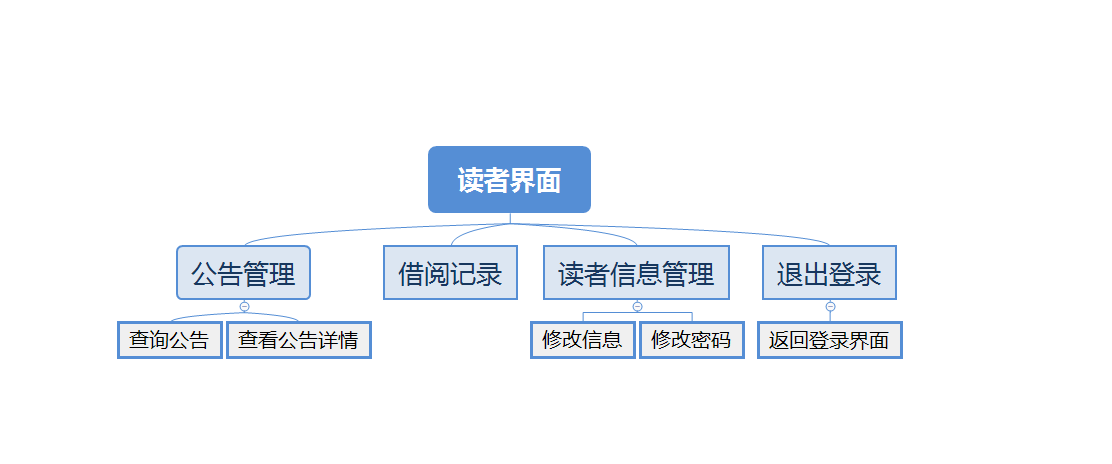 读者界面
公告管理
借阅记录
读者信息管理
退出登录
查询公告
查看公告详情
修改信息
修改密码
返回登录界面